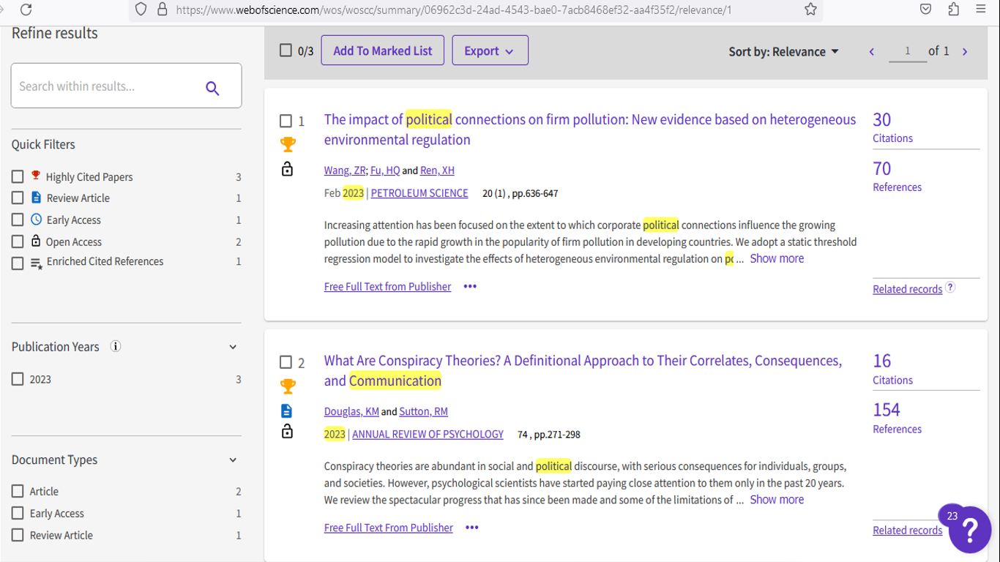 https://www.webofscience.com/wos/woscc/summary/06962c3d-24ad-4543-bae0-7acb8468ef32-aa4f35f2/relevance/1
Refine results
Search within results...
Quick Filters
Highly Cited Papers 3
Review Article 1
Early Access 1
Open Access 2
Enriched Cited References 1
Publication Years
2023 3
Document Types
Article 2
Early Access 1
Review Article 1
0/3 Add To Marked List Export Sort by: Relevance 1 of 1
1 The impact of political connections on firm pollution: New evidence based on heterogeneous
environmental regulation
Wang, ZR; Fu, HQ and Ren, XH
Feb 2023 | PETROLEUM SCIENCE 20 (1) , pp.636-647
Increasing attention has been focused on the extent to which corporate political connections influence the growing
pollution due to the rapid growth in the popularity of firm pollution in developing countries. We adopt a static threshold
regression model to investigate the effects of heterogeneous environmental regulation on po ... Show more
Free Full Text from Publisher •••
30
Citations
70
References
Related records ?
2 What Are Conspiracy Theories? A Definitional Approach to Their Correlates, Consequences,
and Communication
Douglas, KM and Sutton, RM
2023 | ANNUAL REVIEW OF PSYCHOLOGY 74 , pp.271-298
Conspiracy theories are abundant in social and political discourse, with serious consequences for individuals, groups,
and societies. However, psychological scientists have started paying close attention to them only in the past 20 years.
We review the spectacular progress that has since been made and some of the limitations of ... Show more
Free Full Text From Publisher •••
16
Citations
154
References
Related records
23
?